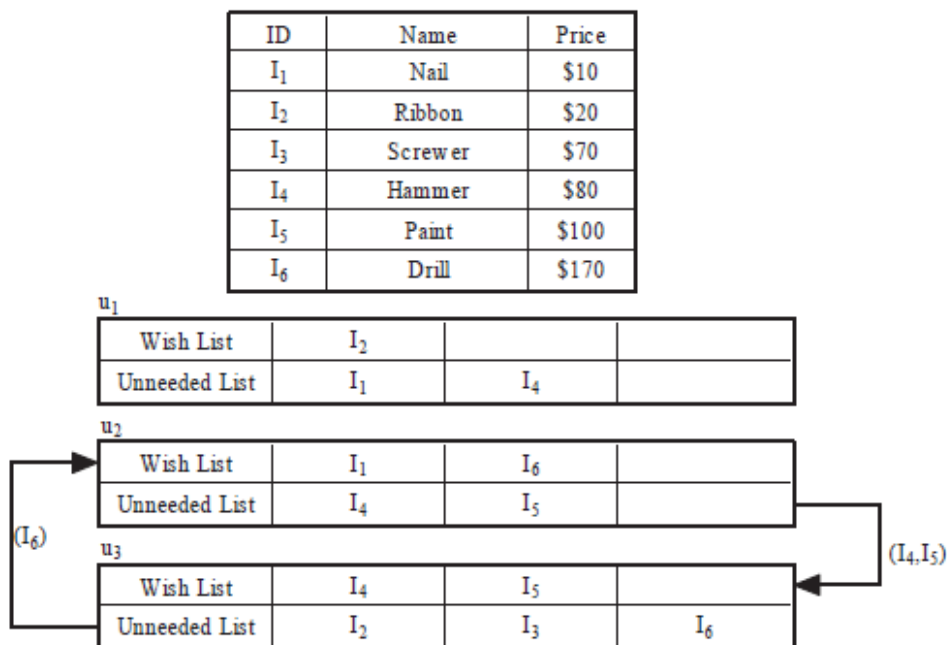 ID Name Price
I1 Nail $10
I2 Ribbon $20
I3 Screwer $70
I4 Hammer $80
I5 Paint $100
I6 Drill $170
u1
Wish List I2
Unneeded List I1 I4
u2
Wish List I1 I6
Unneeded List I4 I5
(I6)
(I4,I5)
u3
Wish List I4 I5
Unneeded List I2 I3 I6